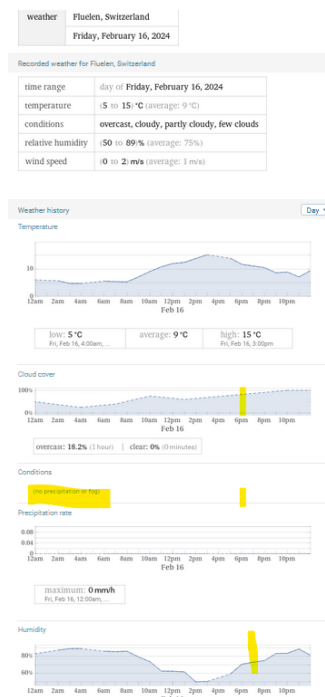 weather Fluelen, Switzerland
Friday, February 16, 2024
Recorded weather for Fluelen, Switzerland
time range day of Friday, February 16, 2024
temperature (5 to 15) °C (average: 9 °C)
conditions overcast, cloudy, partly cloudy, few clouds
relative humidity (50 to 89)% (average: 75%)
wind speed (0 to 2) m/s (average: 1 m/s)
Weather history Day
Temperature
10
0
12am 2am 4am 6am 8am 10am 12pm 2pm 4pm 6pm 8pm 10pm
Feb 16
low: 5 °C average: 9 °C high: 15 °C
Fri, Feb 16, 4:00am, ... Fri, Feb 16, 3:00pm
Cloud cover
100%
0%
12am 2am 4am 6am 8am 10am 12pm 2pm 4pm 6pm 8pm 10pm
Feb 16
overcast: 18.2% (1 hour) | clear: 0% (0 minutes)
Conditions
(no precipitation or fog)
Precipitation rate
0.08
0.04
0
12am 2am 4am 6am 8am 10am 12pm 2pm 4pm 6pm 8pm 10pm
Feb 16
maximum: 0 mm/h
Fri, Feb 16, 12:00am, ...
Humidity
80%
60%
12am 2am 4am 6am 8am 10am 12pm 2pm 4pm 6pm 8pm 10pm